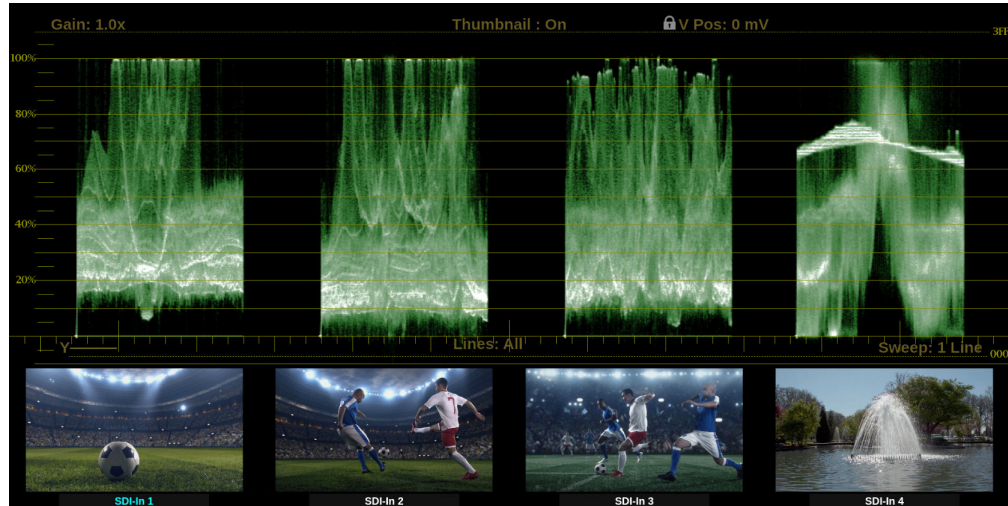 Gain: 1.0x Thumbnail : On V Pos: 0 mV
3FF
100%
80%
60%
40%
20%
Y Lines: All Sweep: 1 Line
000
7
SDI-In 1 SDI-In 2 SDI-In 3 SDI-In 4